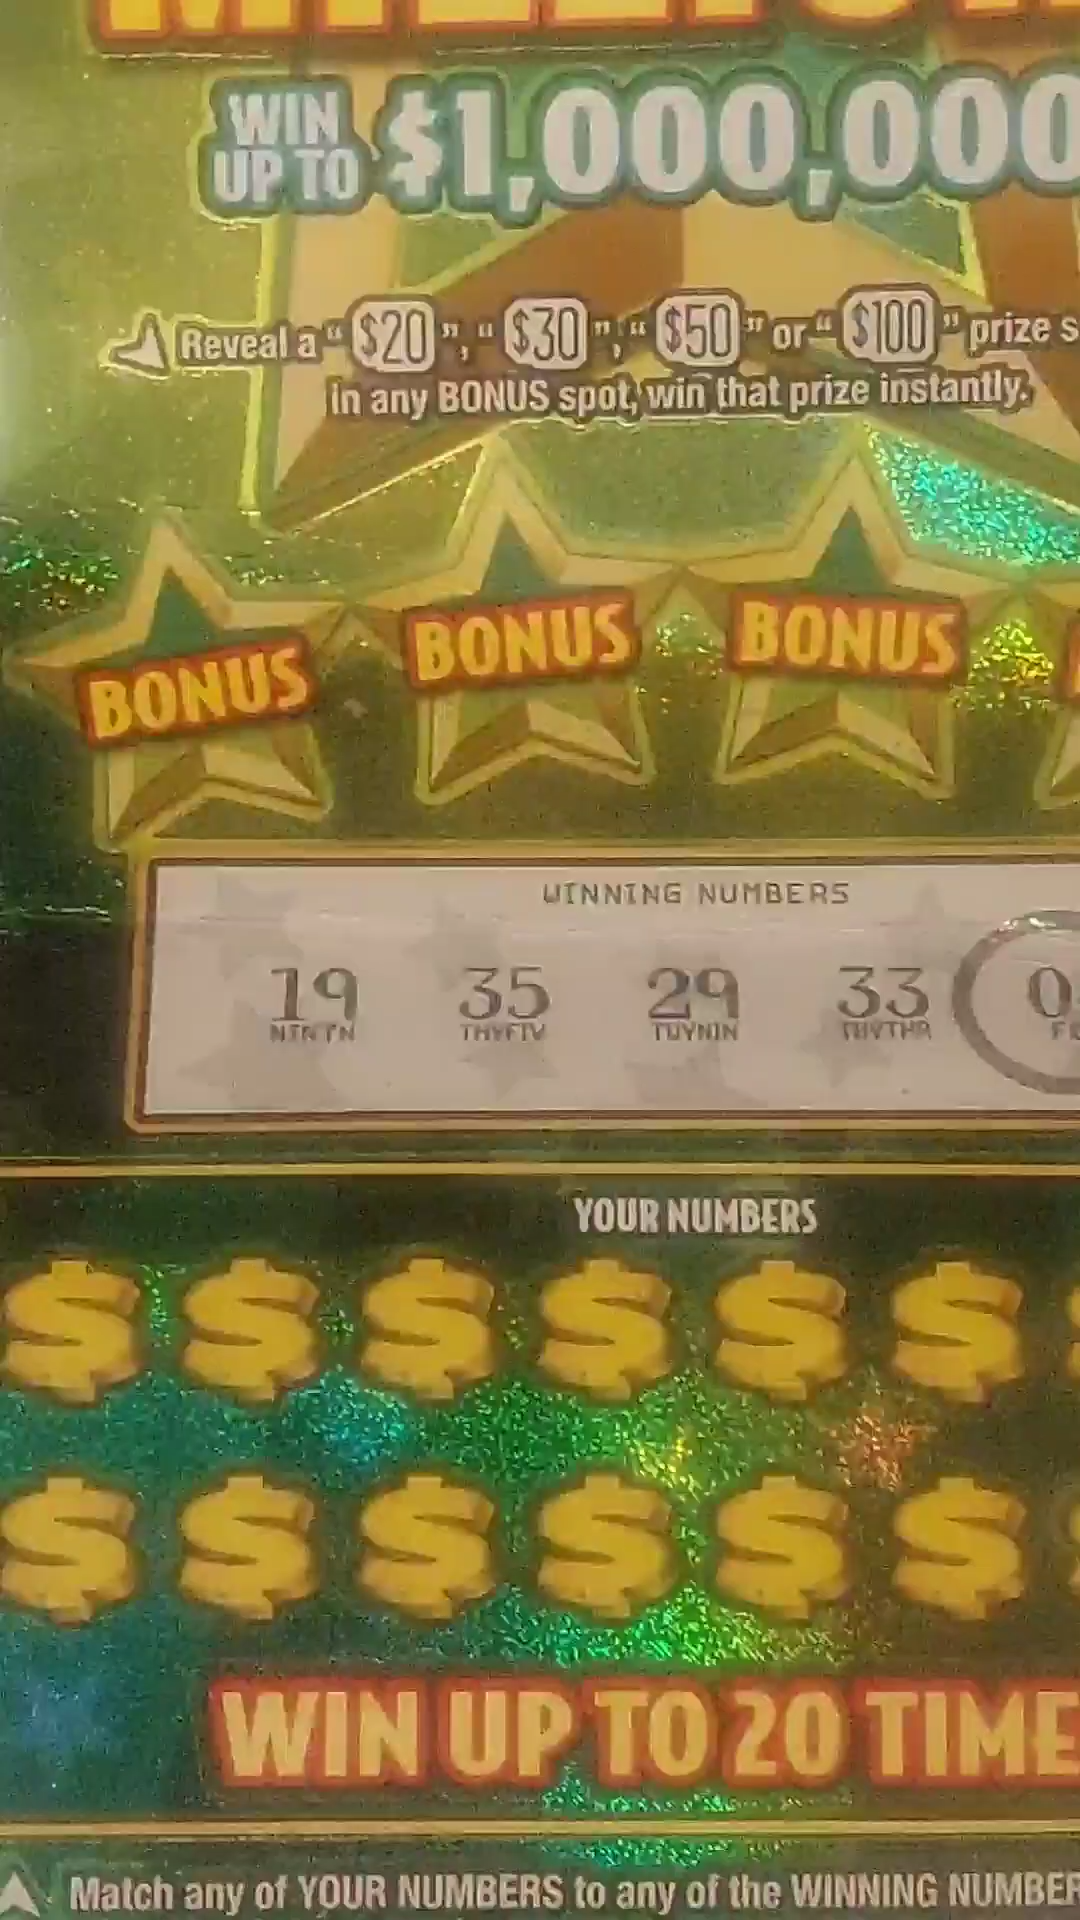 WIN
UP TO $1,000,000
Reveal a "$20", "$30", "$50" or "$100" prize
in any BONUS spot, win that prize instantly.
BONUS BONUS BONUS
WINNING NUMBERS
19 35 29 33
NINTN THYFIV TWYNIN THYTHR
YOUR NUMBERS
$ $ $ $ $ $
$ $ $ $ $ $
WIN UP TO 20 TIME
Match any of YOUR NUMBERS to any of the WINNING NUMBER